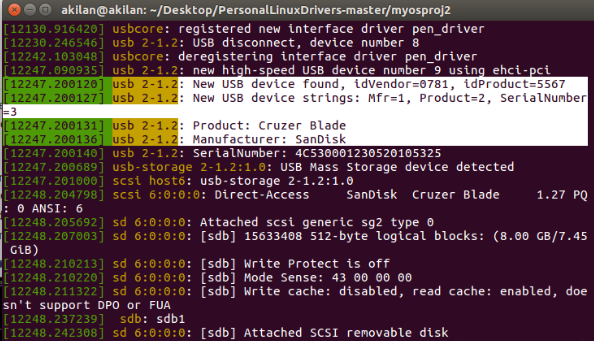 akilan@akilan: ~/Desktop/PersonalLinuxDrivers-master/myosproj2
[12130.916420] usbcore: registered new interface driver pen_driver
[12230.246546] usb 2-1.2: USB disconnect, device number 8
[12242.103048] usbcore: deregistering interface driver pen_driver
[12247.090935] usb 2-1.2: new high-speed USB device number 9 using ehci-pci
[12247.200120] usb 2-1.2: New USB device found, idVendor=0781, idProduct=5567
[12247.200127] usb 2-1.2: New USB device strings: Mfr=1, Product=2, SerialNumber
=3
[12247.200131] usb 2-1.2: Product: Cruzer Blade
[12247.200136] usb 2-1.2: Manufacturer: SanDisk
[12247.200140] usb 2-1.2: SerialNumber: 4C530001230520105325
[12247.200689] usb-storage 2-1.2:1.0: USB Mass Storage device detected
[12247.201000] scsi host6: usb-storage 2-1.2:1.0
[12248.204798] scsi 6:0:0:0: Direct-Access     SanDisk  Cruzer Blade     1.27 PQ
: 0 ANSI: 6
[12248.205692] sd 6:0:0:0: Attached scsi generic sg2 type 0
[12248.207003] sd 6:0:0:0: [sdb] 15633408 512-byte logical blocks: (8.00 GB/7.45
 GiB)
[12248.210213] sd 6:0:0:0: [sdb] Write Protect is off
[12248.210220] sd 6:0:0:0: [sdb] Mode Sense: 43 00 00 00
[12248.211322] sd 6:0:0:0: [sdb] Write cache: disabled, read cache: enabled, doe
sn't support DPO or FUA
[12248.237239]  sdb: sdb1
[12248.242308] sd 6:0:0:0: [sdb] Attached SCSI removable disk